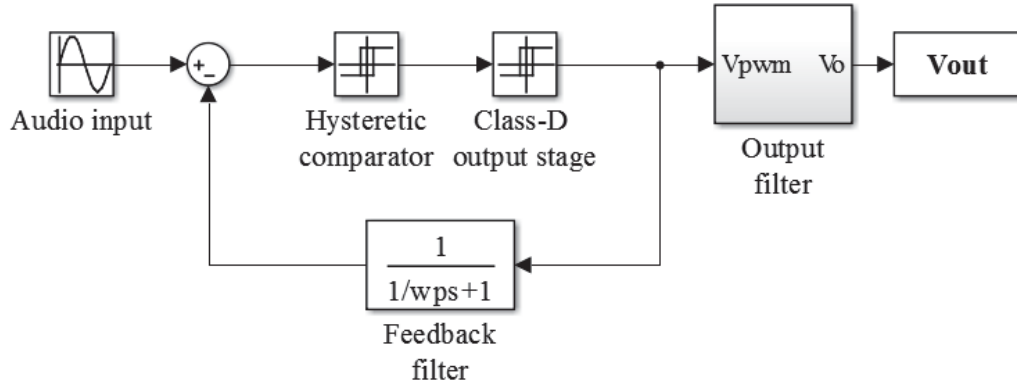 Audio input
+
−
Hysteretic
comparator
Class-D
output stage
Vpwm Vo
Output
filter
Vout
1
1/wps+1
Feedback
filter